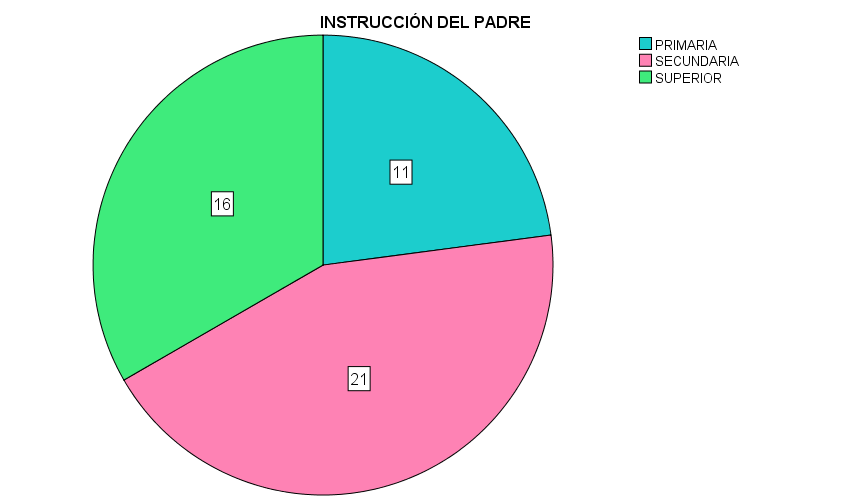 INSTRUCCIÓN DEL PADRE
PRIMARIA
SECUNDARIA
SUPERIOR
11
16
21